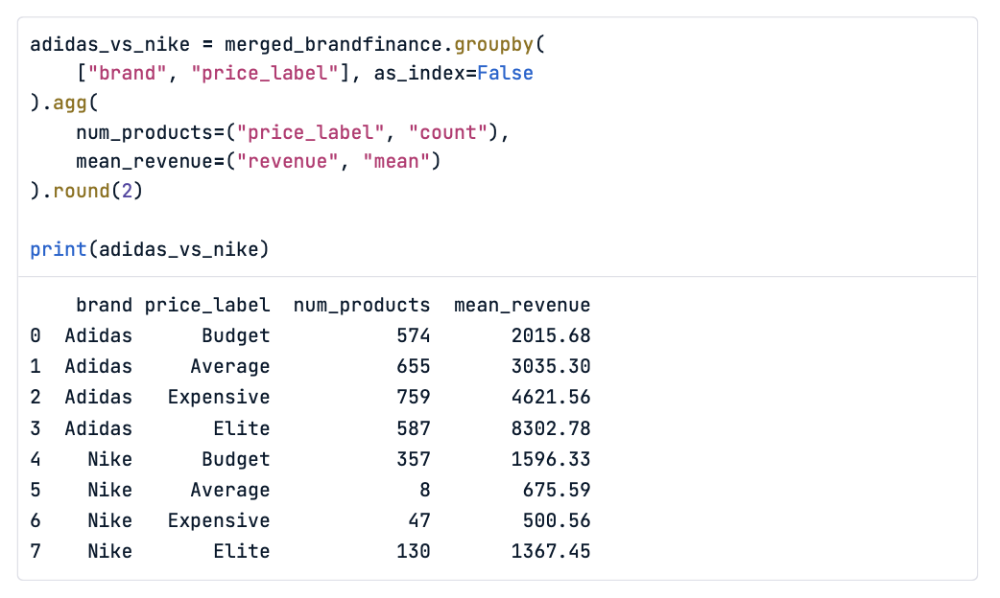 adidas_vs_nike = merged_brandfinance.groupby(
    ["brand", "price_label"], as_index=False
).agg(
    num_products=("price_label", "count"),
    mean_revenue=("revenue", "mean")
).round(2)

print(adidas_vs_nike)
    brand price_label  num_products  mean_revenue
0  Adidas      Budget           574       2015.68
1  Adidas     Average           655       3035.30
2  Adidas   Expensive           759       4621.56
3  Adidas       Elite           587       8302.78
4    Nike      Budget           357       1596.33
5    Nike     Average             8        675.59
6    Nike   Expensive            47        500.56
7    Nike       Elite           130       1367.45